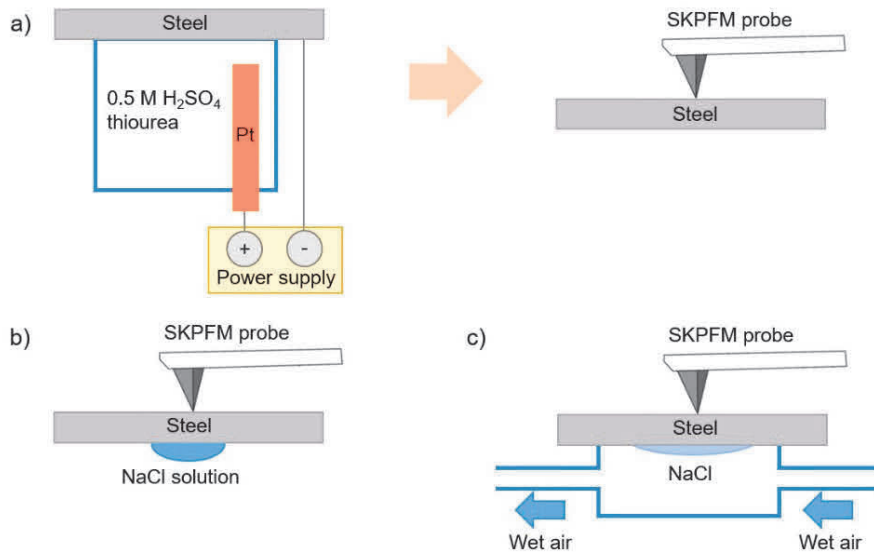 a)
Steel
0.5 M H₂SO₄
thiourea
Pt
+
-
Power supply
SKPFM probe
Steel
b)
SKPFM probe
Steel
NaCl solution
c)
SKPFM probe
Steel
NaCl
Wet air
Wet air